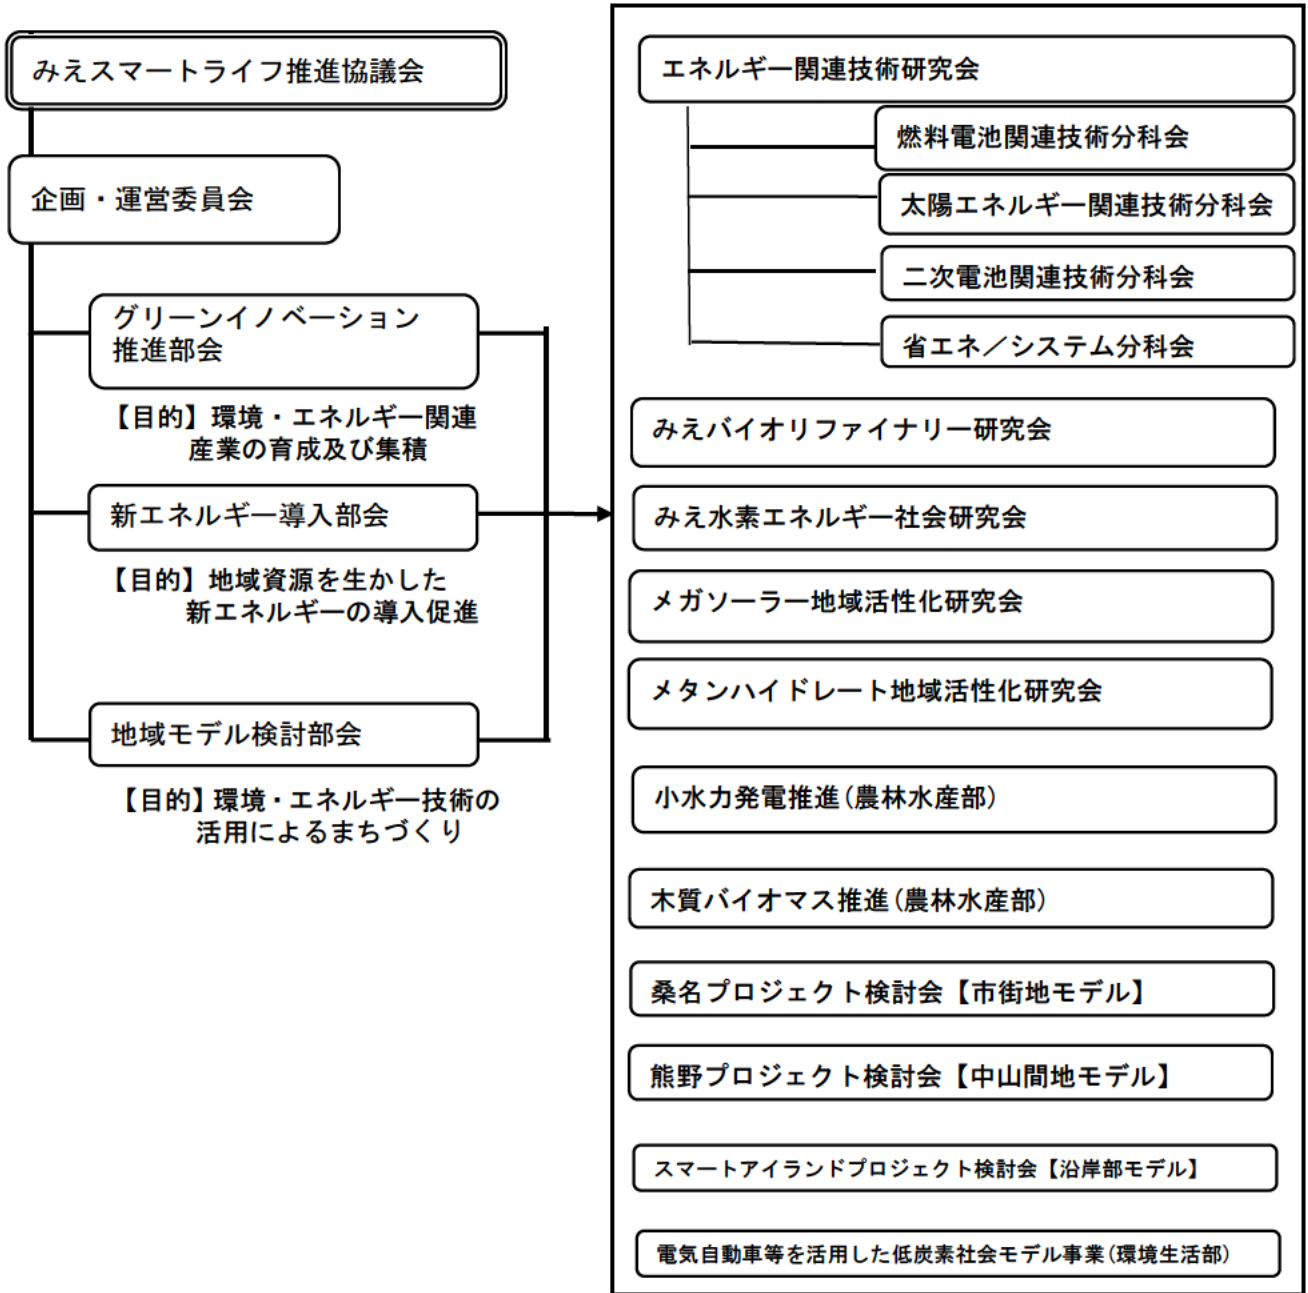 みえスマートライフ推進協議会
企画・運営委員会
グリーンイノベーション
推進部会
【目的】環境・エネルギー関連
産業の育成及び集積
新エネルギー導入部会
【目的】地域資源を生かした
新エネルギーの導入促進
地域モデル検討部会
【目的】環境・エネルギー技術の
活用によるまちづくり
エネルギー関連技術研究会
燃料電池関連技術分科会
太陽エネルギー関連技術分科会
二次電池関連技術分科会
省エネ／システム分科会
みえバイオリファイナリー研究会
みえ水素エネルギー社会研究会
メガソーラー地域活性化研究会
メタンハイドレート地域活性化研究会
小水力発電推進(農林水産部)
木質バイオマス推進(農林水産部)
桑名プロジェクト検討会【市街地モデル】
熊野プロジェクト検討会【中山間地モデル】
スマートアイランドプロジェクト検討会【沿岸部モデル】
電気自動車等を活用した低炭素社会モデル事業(環境生活部)